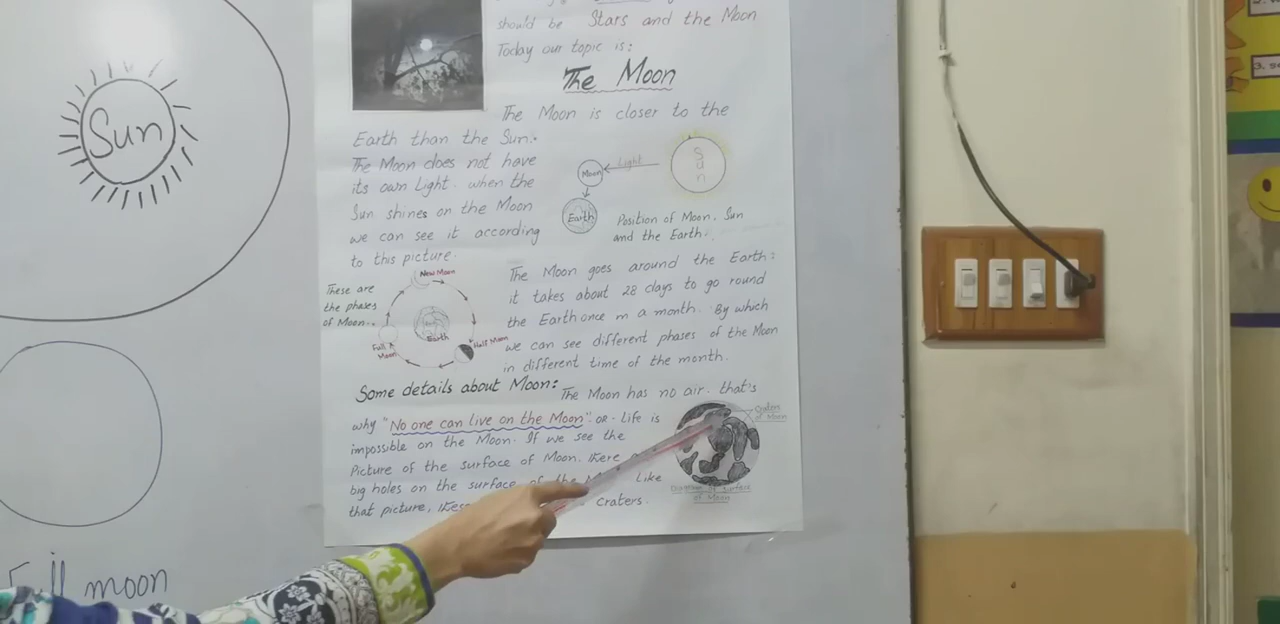 Sun
Full moon
should be Stars and the Moon
Today our topic is:
The Moon
The Moon is closer to the
Earth than the Sun.
The Moon does not have
its own Light. when the
Sun shines on the Moon
we can see it according
to this picture.
Moon
Light
Sun
Earth
Position of Moon, Sun
and the Earth.
These are
the phases
of Moon.
New Moon
Earth
Half Moon
Full Moon
The Moon goes around the Earth:
it takes about 28 days to go round
the Earth once in a month. By which
we can see different phases of the Moon
in different time of the month.
Some details about Moon:
The Moon has no air. that's
why "No one can live on the Moon". OR. Life is
impossible on the Moon. If we see the
Picture of the surface of Moon. there
big holes on the surface of the Like
that picture, craters.
Craters
of Moon
Surface
of Moon
2.
3.